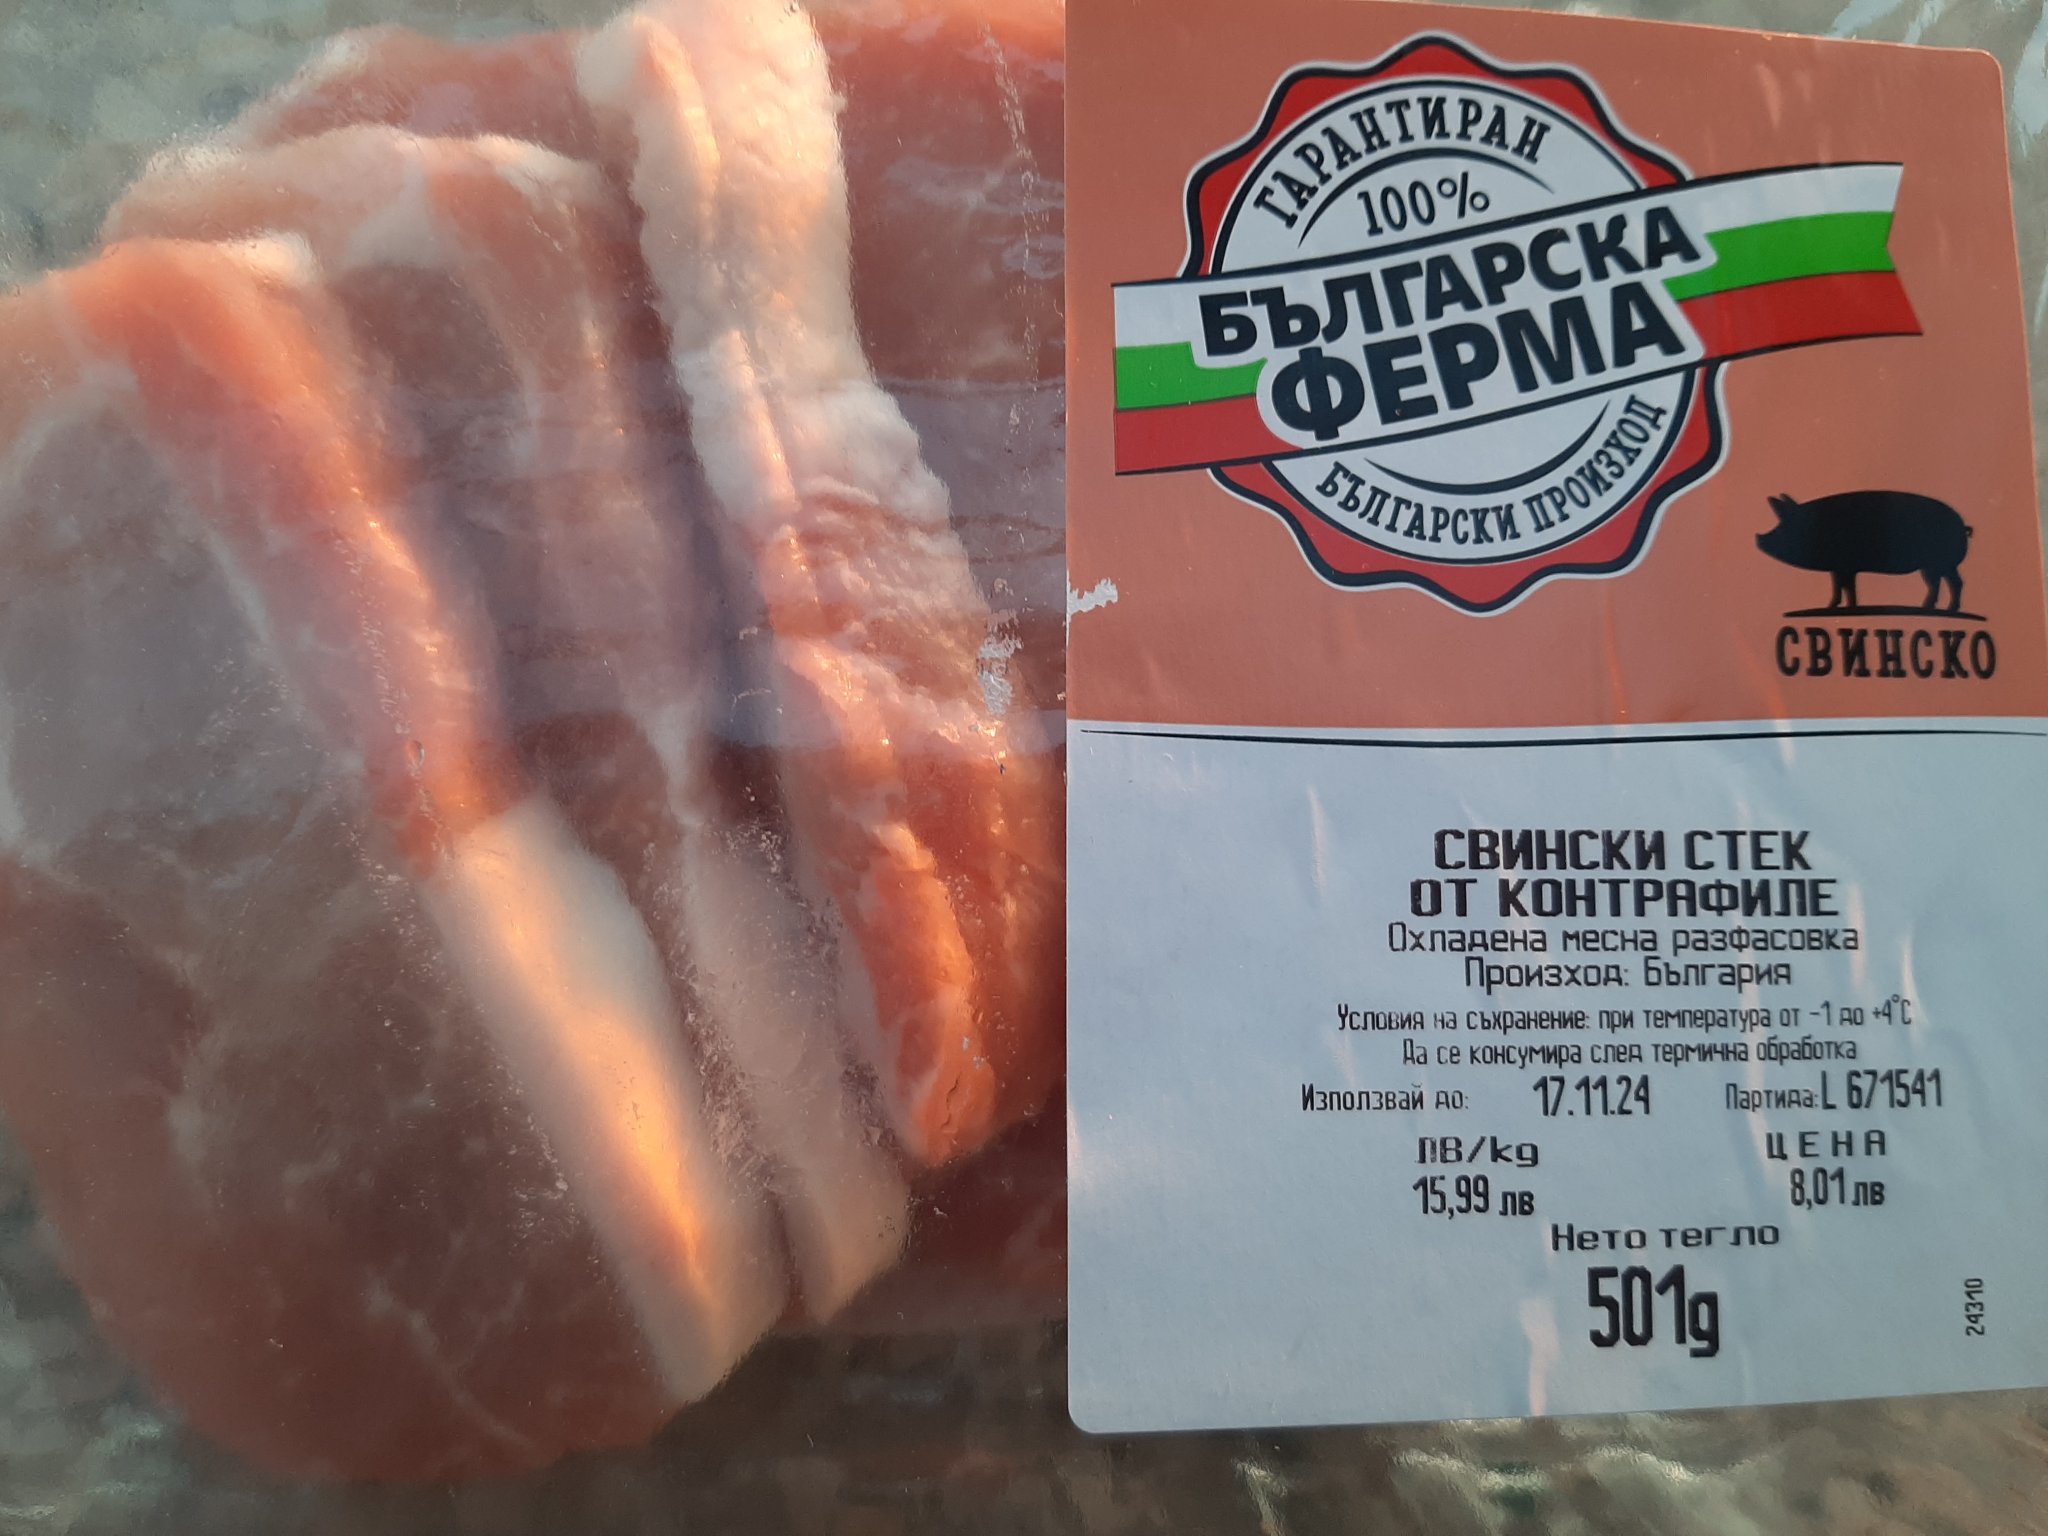 ГАРАНТИРАН
100%
БЪЛГАРСКА
ФЕРМА
БЪЛГАРСКИ ПРОИЗХОД
СВИНСКО
СВИНСКИ СТЕК
ОТ КОНТРАФИЛЕ
Охладена месна разфасовка
Произход: България
Условия на съхранение: при температура от -1 до +4°C
Да се консумира след термична обработка
Използвай до: 17.11.24 Партида: L 671541
ЛВ/kg ЦЕНА
15,99 лв 8,01 лв
Нето тегло
501g
24310